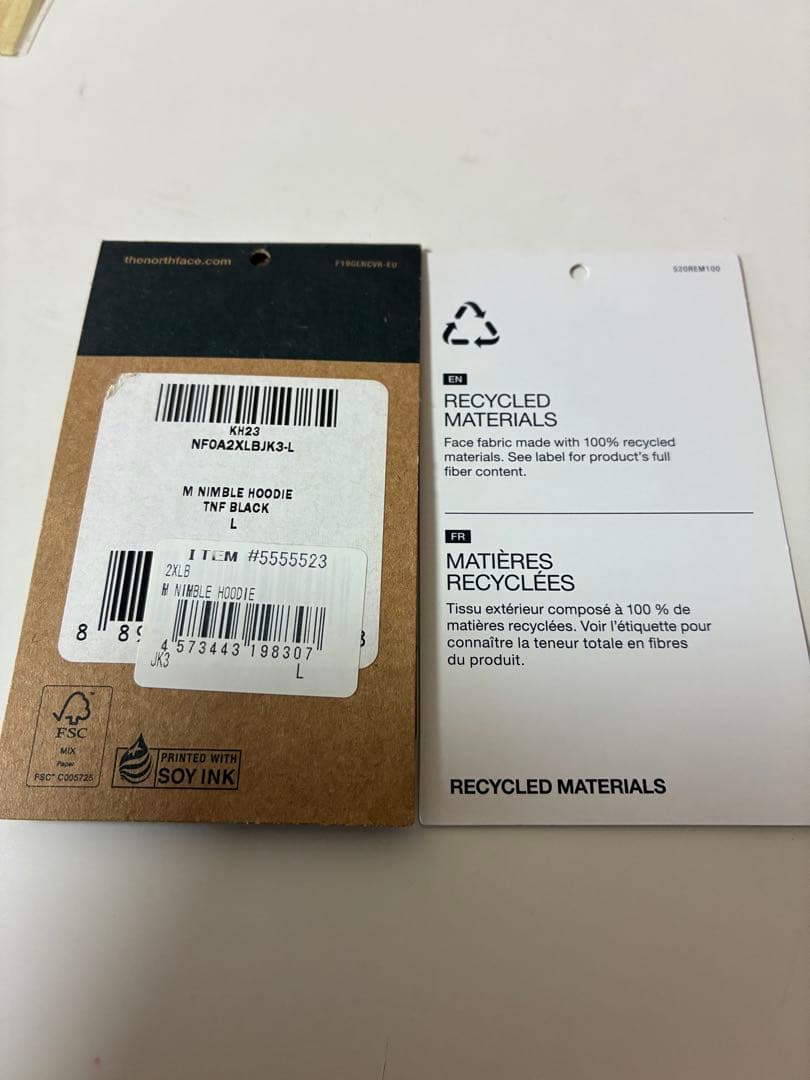 thenorthface.com
F19GENCVR-EU
KH23
NF0A2XLBJK3-L
M NIMBLE HOODIE
TNF BLACK
L
ITEM #5555523
2XLB
M NIMBLE HOODIE
8 89
4 573443 198307
JK3
L
FSC
MIX
Paper
FSC® C005725
PRINTED WITH
SOY INK
S20REM100
EN
RECYCLED
MATERIALS
Face fabric made with 100% recycled
materials. See label for product's full
fiber content.
FR
MATIÈRES
RECYCLÉES
Tissu extérieur composé à 100 % de
matières recyclées. Voir l'étiquette pour
connaître la teneur totale en fibres
du produit.
RECYCLED MATERIALS